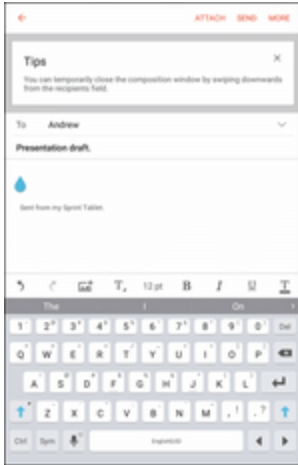 ATTACH SEND MORE
Tips
You can temporarily close the composition window by swiping downwards
from the recipients field.
To Andrew
Presentation draft.
Sent from my Sprint Tablet.
12 pt B I U T
The I On
1 2 3 4 5 6 7 8 9 0 Del
Q W E R T Y U I O P
A S D F G H J K L
Z X C V B N M , ! . ?
Ctrl Sym English(US)